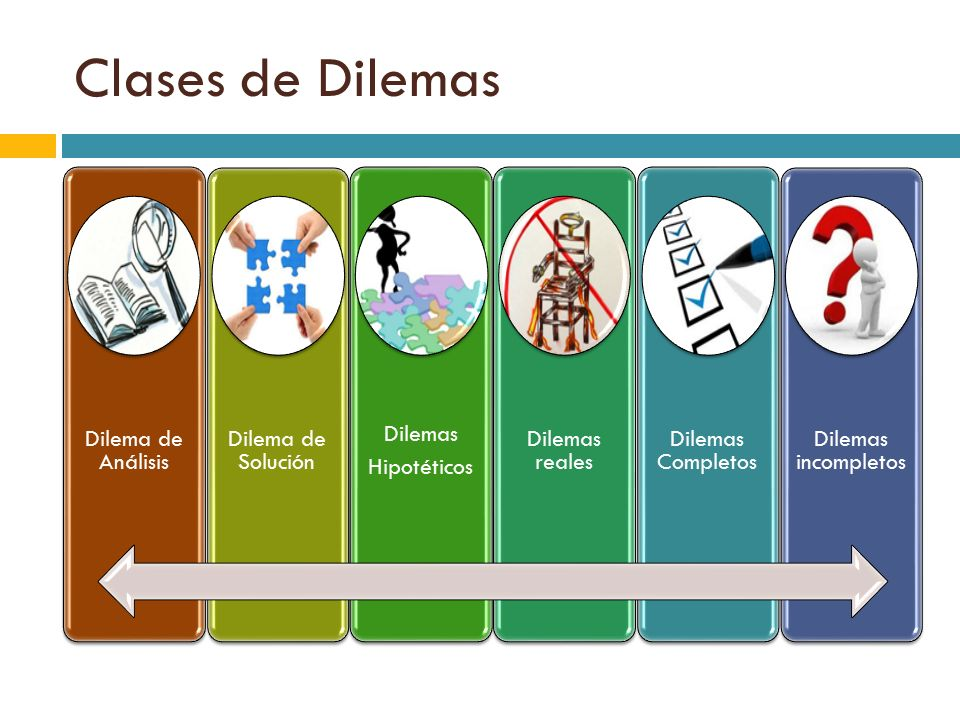 Clases de Dilemas
Dilema de
Análisis
Dilema de
Solución
Dilemas
Hipotéticos
Dilemas
reales
Dilemas
Completos
Dilemas
incompletos